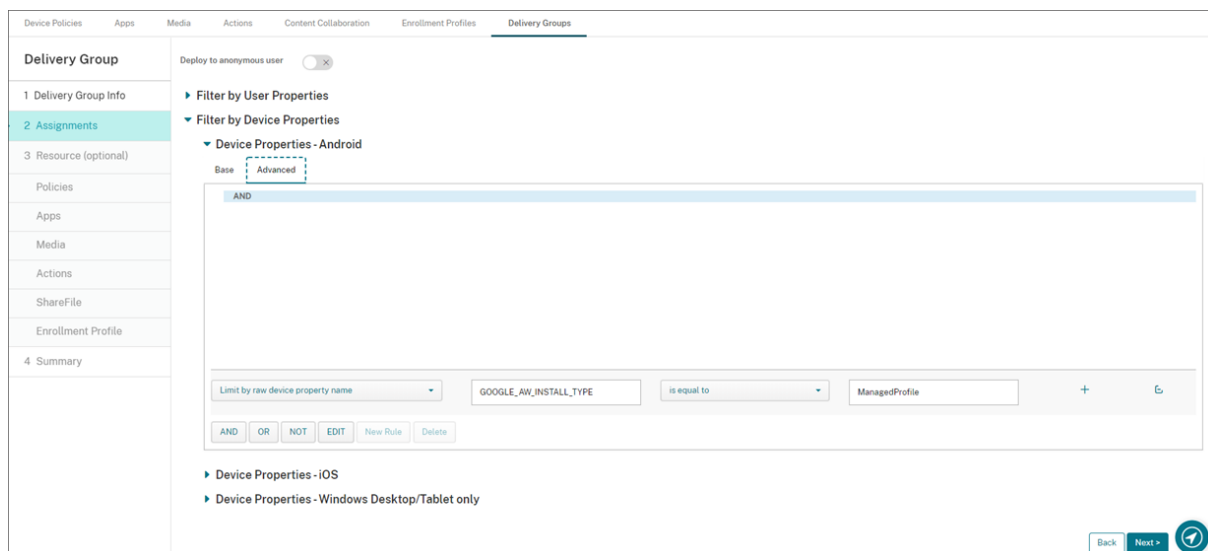 Device Policies Apps Media Actions Content Collaboration Enrollment Profiles Delivery Groups
Delivery Group
1 Delivery Group Info
2 Assignments
3 Resource (optional)
Policies
Apps
Media
Actions
ShareFile
Enrollment Profile
4 Summary
Deploy to anonymous user
Filter by User Properties
Filter by Device Properties
Device Properties - Android
Base Advanced
AND
Limit by raw device property name GOOGLE_AW_INSTALL_TYPE is equal to ManagedProfile
AND OR NOT EDIT New Rule Delete
Device Properties - iOS
Device Properties - Windows Desktop/Tablet only
Back Next >